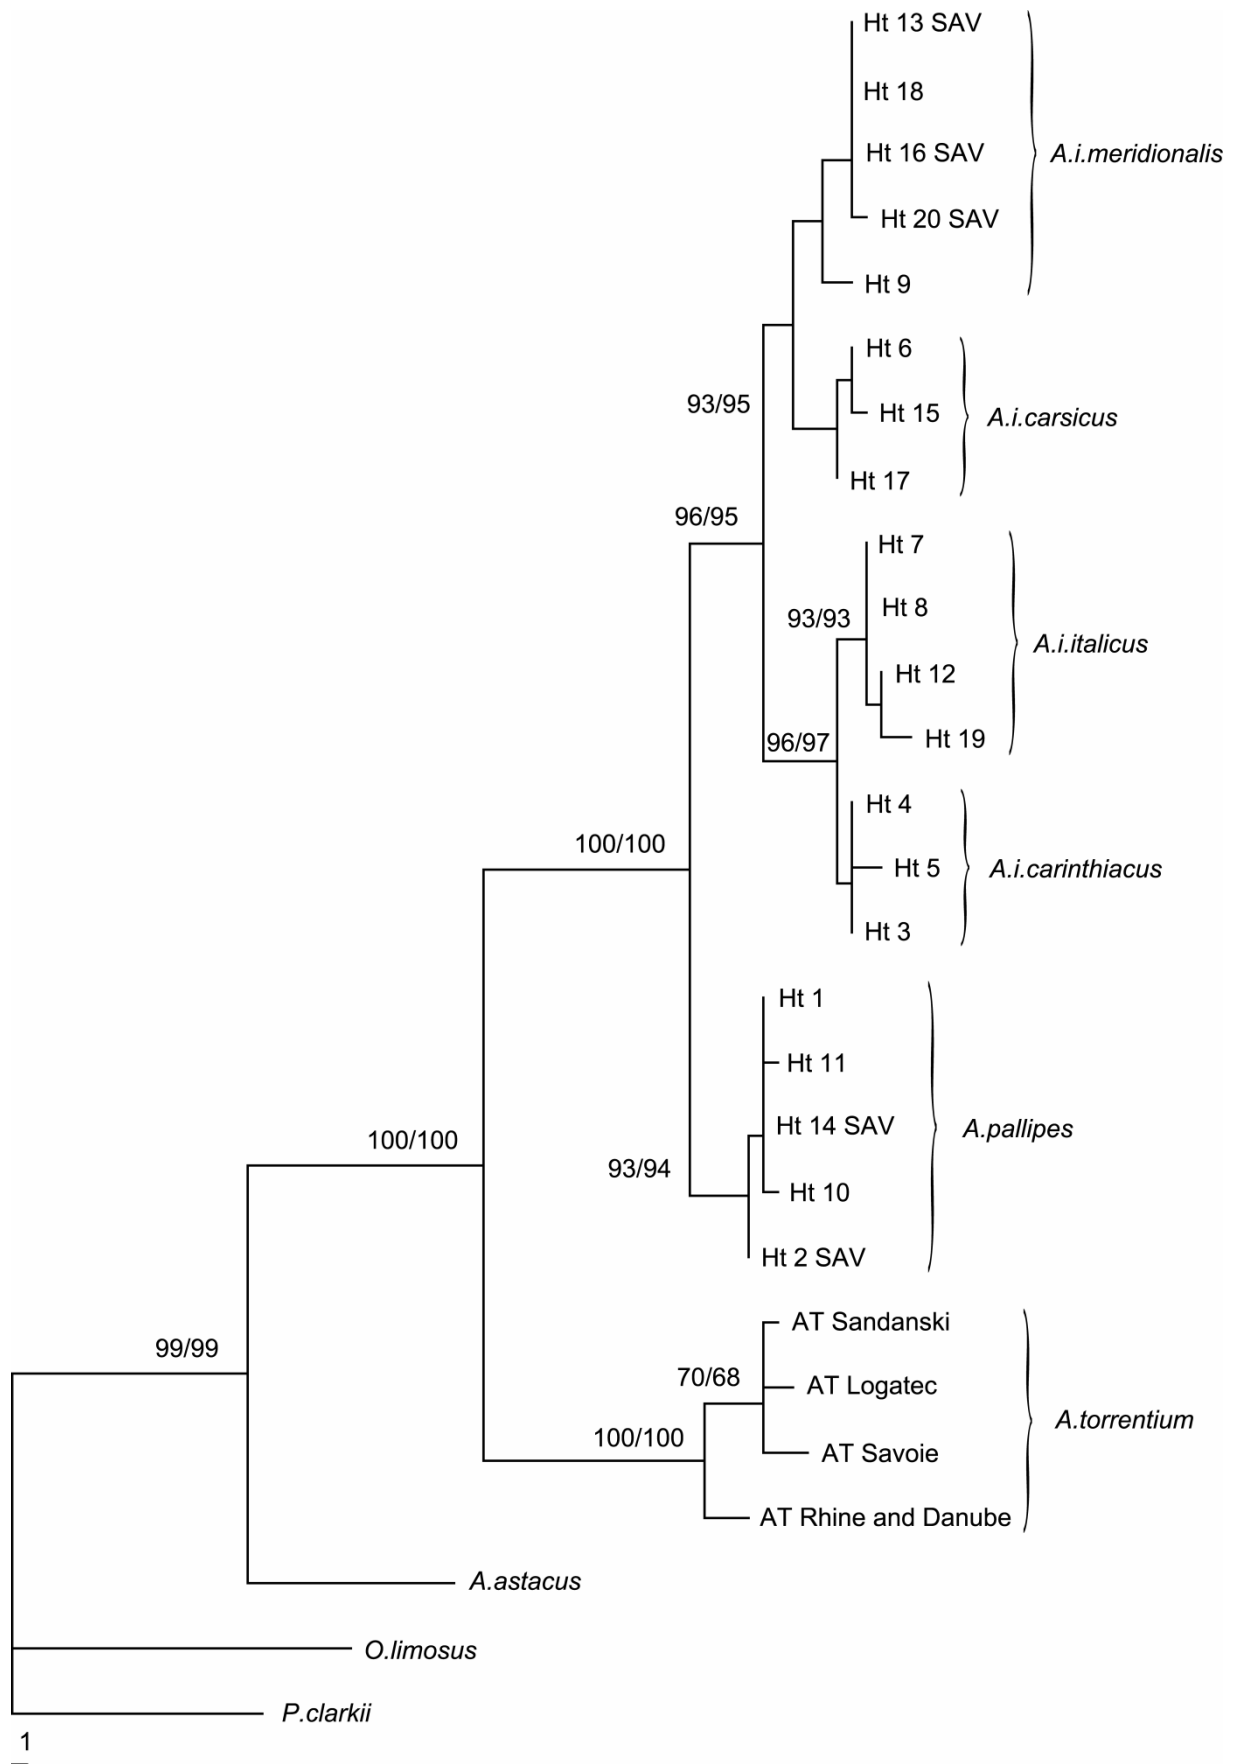 Ht 13 SAV
Ht 18
Ht 16 SAV
A.i.meridionalis
Ht 20 SAV
Ht 9
Ht 6
93/95
Ht 15
A.i.carsicus
Ht 17
96/95
Ht 7
Ht 8
93/93
A.i.italicus
Ht 12
Ht 19
96/97
Ht 4
100/100
Ht 5
A.i.carinthiacus
Ht 3
Ht 1
Ht 11
Ht 14 SAV
A.pallipes
100/100
93/94
Ht 10
Ht 2 SAV
AT Sandanski
99/99
70/68
AT Logatec
A.torrentium
100/100
AT Savoie
AT Rhine and Danube
A.astacus
O.limosus
P.clarkii
1